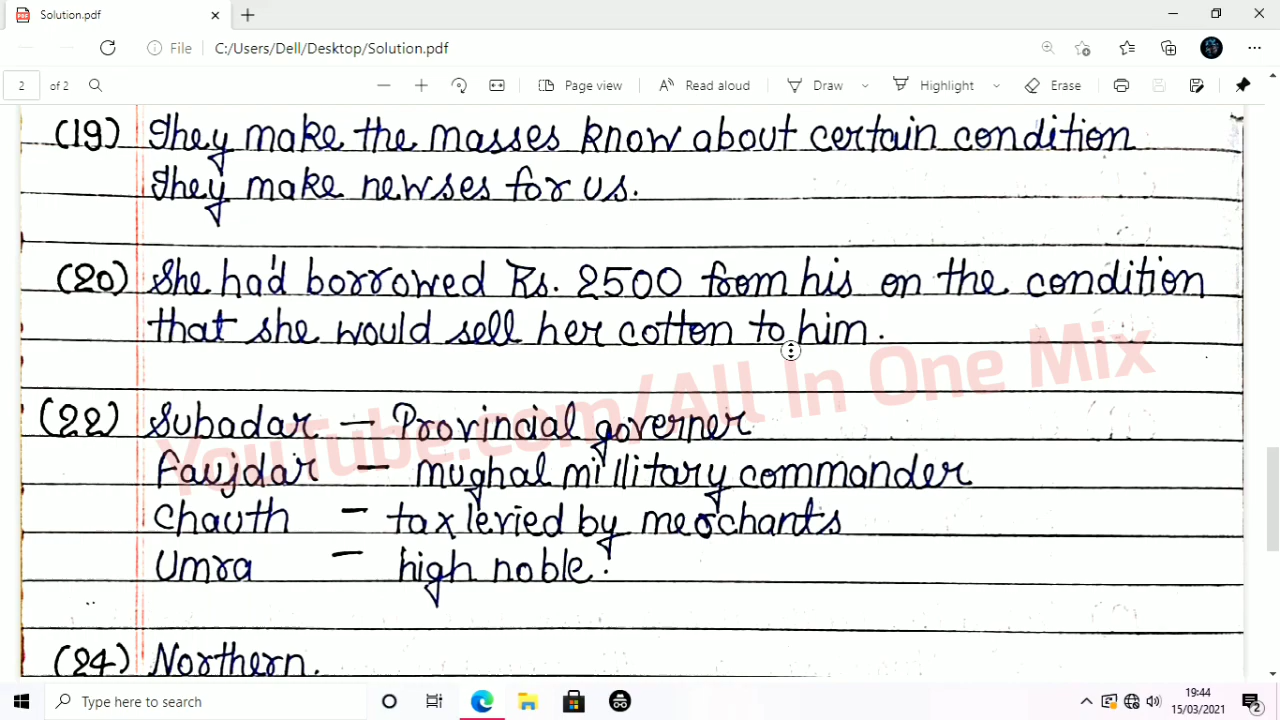 Solution.pdf
File C:/Users/Dell/Desktop/Solution.pdf
2 of 2 Page view Read aloud Draw Highlight Erase
(19) They make the masses know about certain condition
They make newses for us.
(20) She had borrowed Rs. 2500 from his on the condition
that she would sell her cotton to him.
YouTube.com/All In One Mix
(22) Subadar – Provincial governer
Faujdar – mughal millitary commander
Chauth – tax levied by merchants
Umra – high noble.
(24) Northern.
Type here to search
19:44
15/03/2021
2